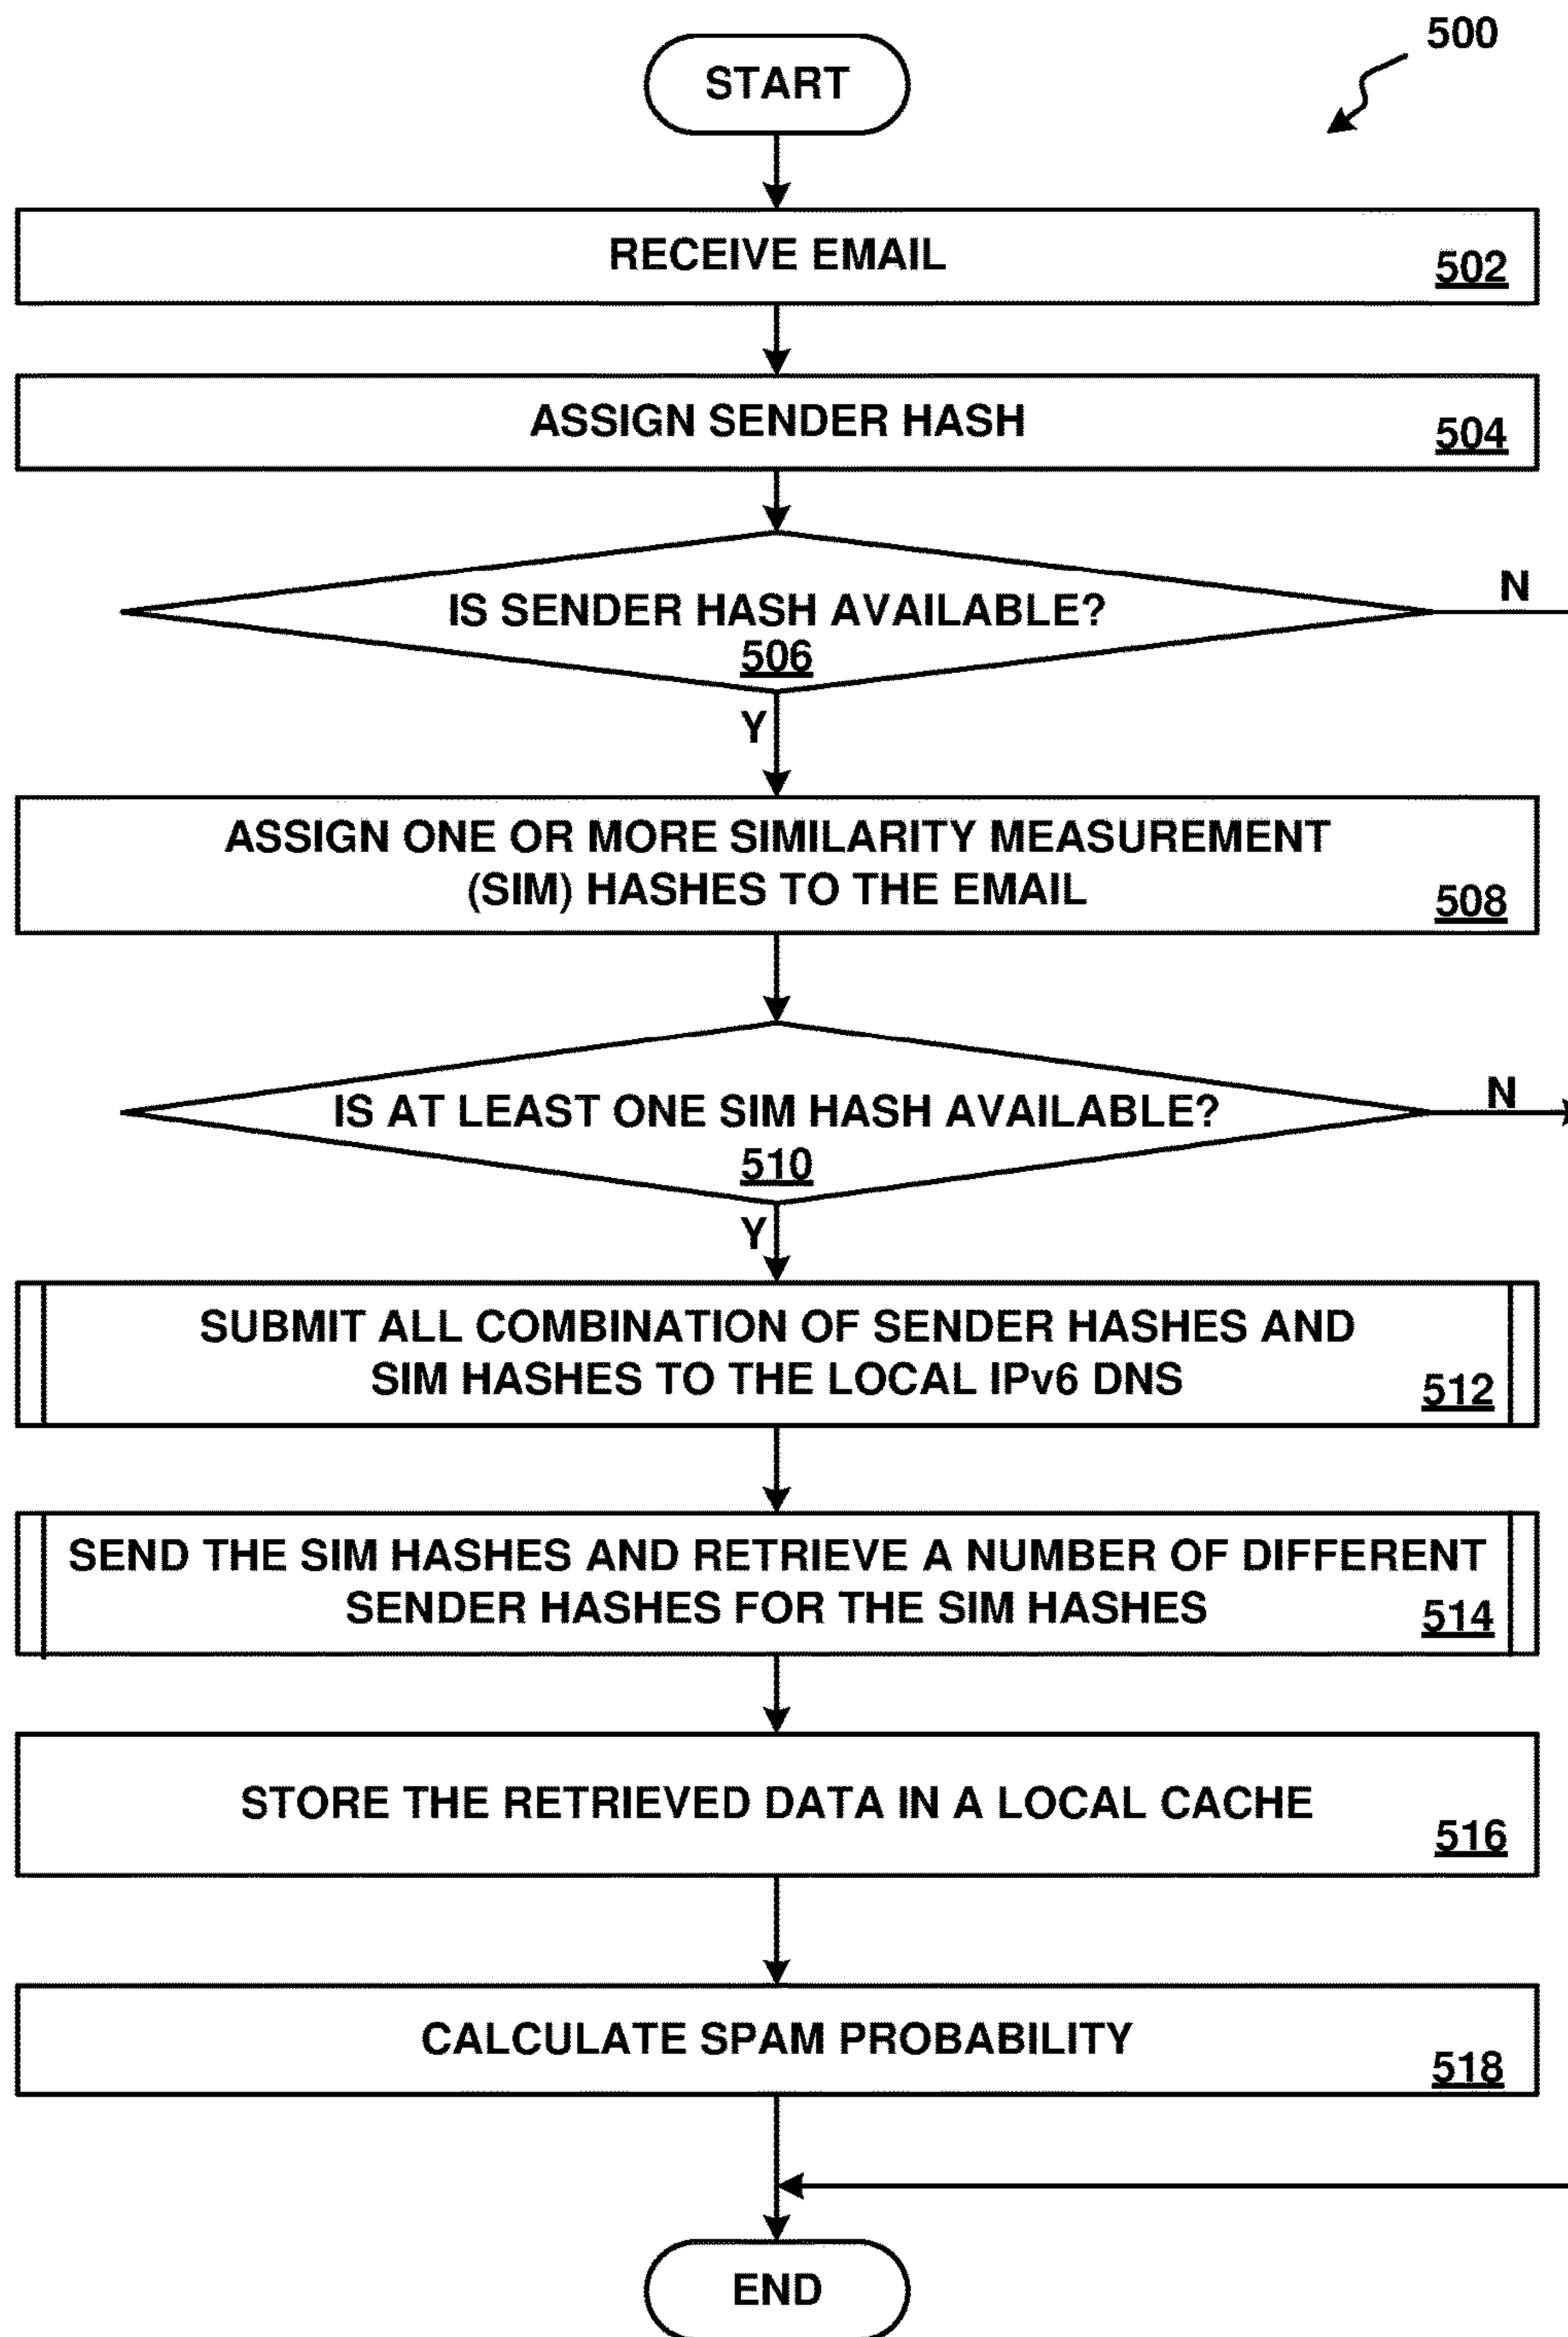 500
START
RECEIVE EMAIL
502
ASSIGN SENDER HASH
504
IS SENDER HASH AVAILABLE?
506
N
Y
ASSIGN ONE OR MORE SIMILARITY MEASUREMENT
(SIM) HASHES TO THE EMAIL
508
IS AT LEAST ONE SIM HASH AVAILABLE?
510
N
Y
SUBMIT ALL COMBINATION OF SENDER HASHES AND
SIM HASHES TO THE LOCAL IPv6 DNS
512
SEND THE SIM HASHES AND RETRIEVE A NUMBER OF DIFFERENT
SENDER HASHES FOR THE SIM HASHES
514
STORE THE RETRIEVED DATA IN A LOCAL CACHE
516
CALCULATE SPAM PROBABILITY
518
END